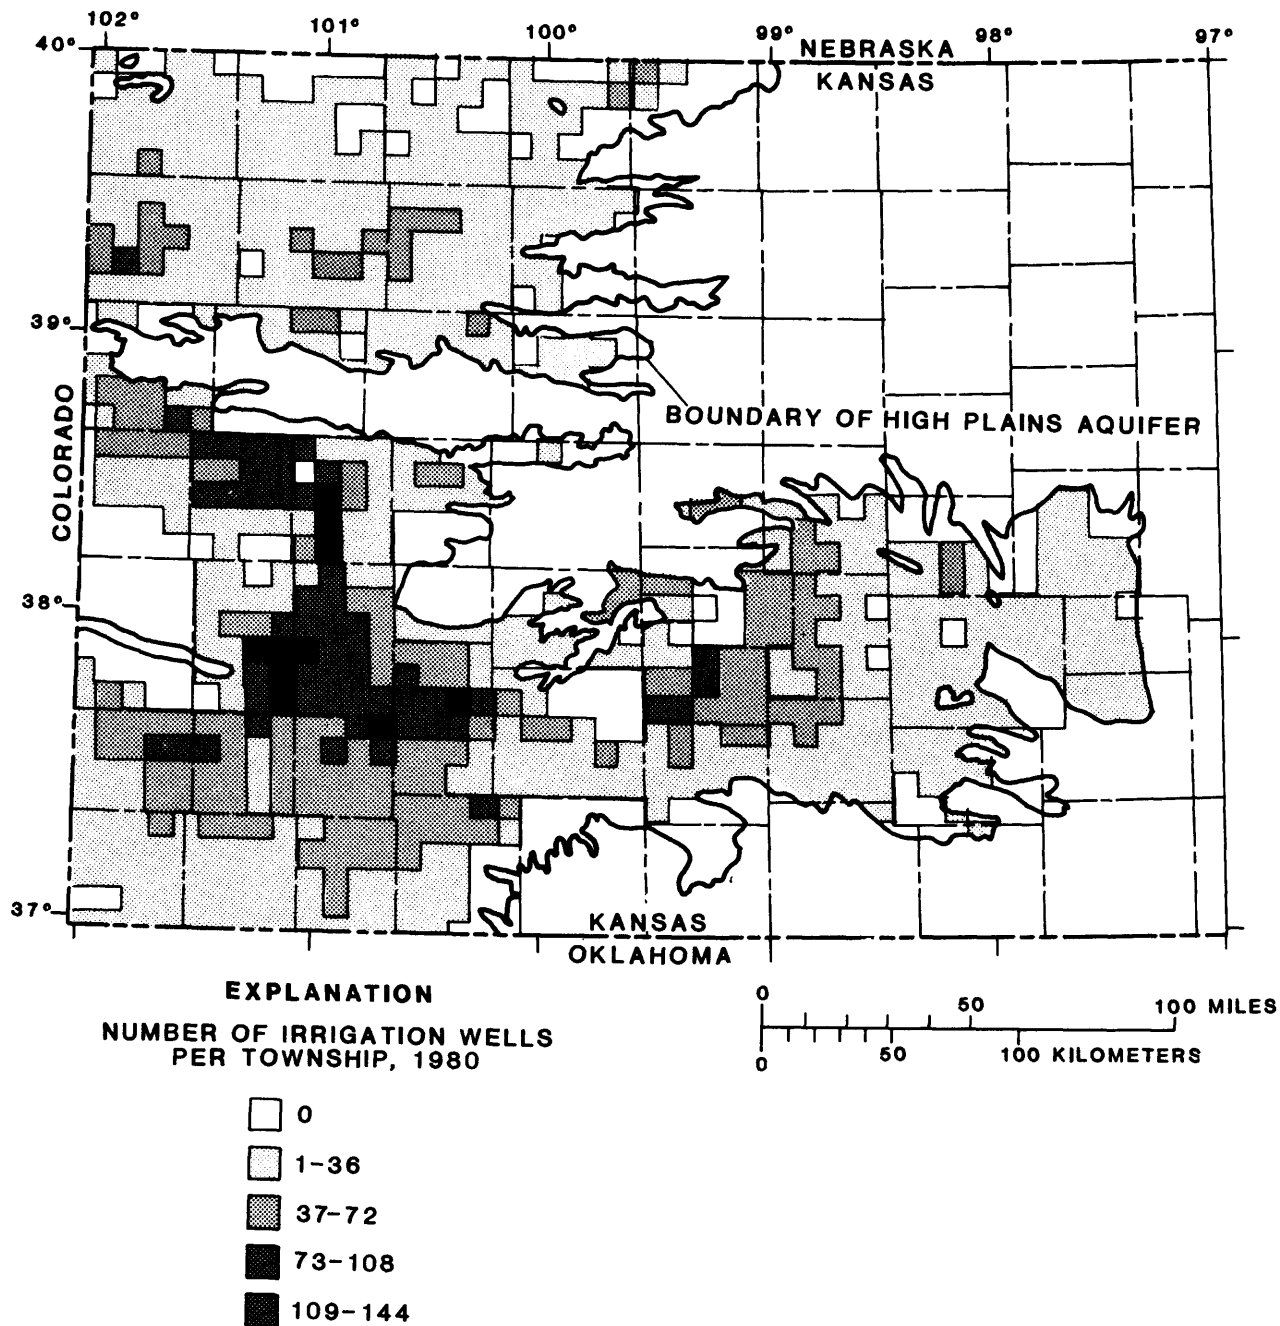 102° 101° 100° 99° 98° 97°
40°
NEBRASKA
KANSAS
39°
COLORADO
BOUNDARY OF HIGH PLAINS AQUIFER
38°
37°
KANSAS
OKLAHOMA
EXPLANATION
NUMBER OF IRRIGATION WELLS
PER TOWNSHIP, 1980
0
1-36
37-72
73-108
109-144
0 50 100 MILES
0 50 100 KILOMETERS